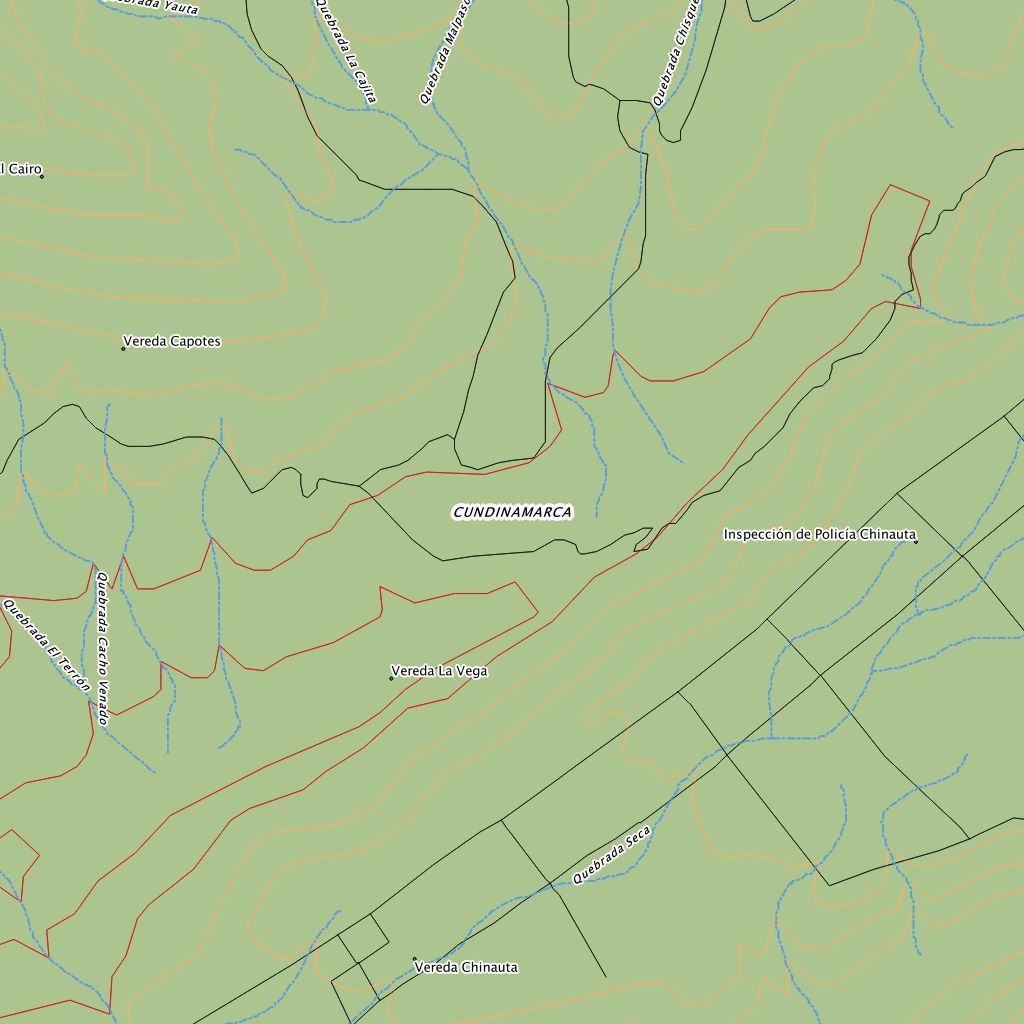 Quebrada Yauta
Quebrada La Cajita
Quebrada Malpaso
Quebrada Chisque
El Cairo
Vereda Capotes
CUNDINAMARCA
Inspección de Policía Chinauta
Quebrada Cacho Venado
Quebrada El Terrón
Vereda La Vega
Quebrada Seca
Vereda Chinauta